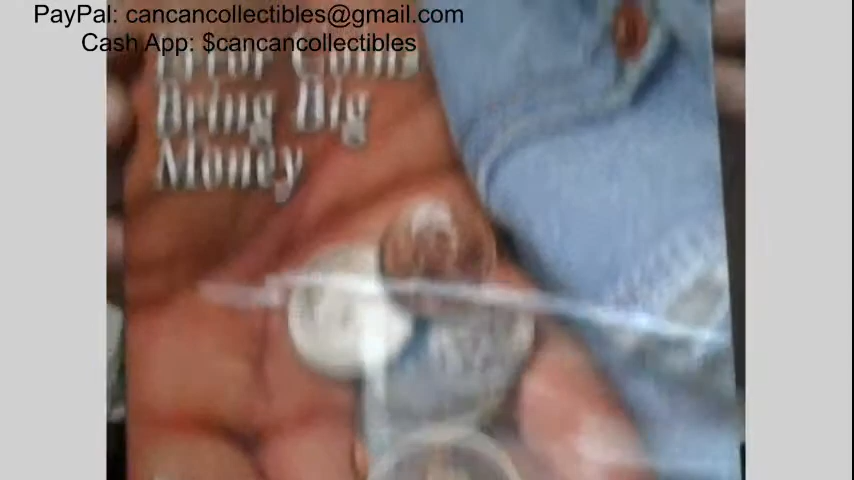 PayPal: cancancollectibles@gmail.com
Cash App: $cancancollectibles
Error Coins
Bring Big
Money